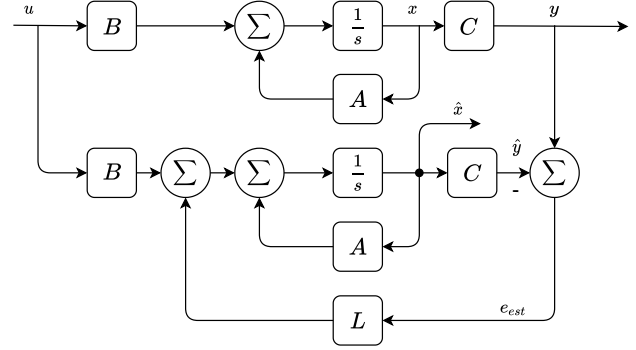 u x y
B ∑ 1/s C
A
x̂
ŷ
B ∑ ∑ 1/s C - ∑
A
e_est
L